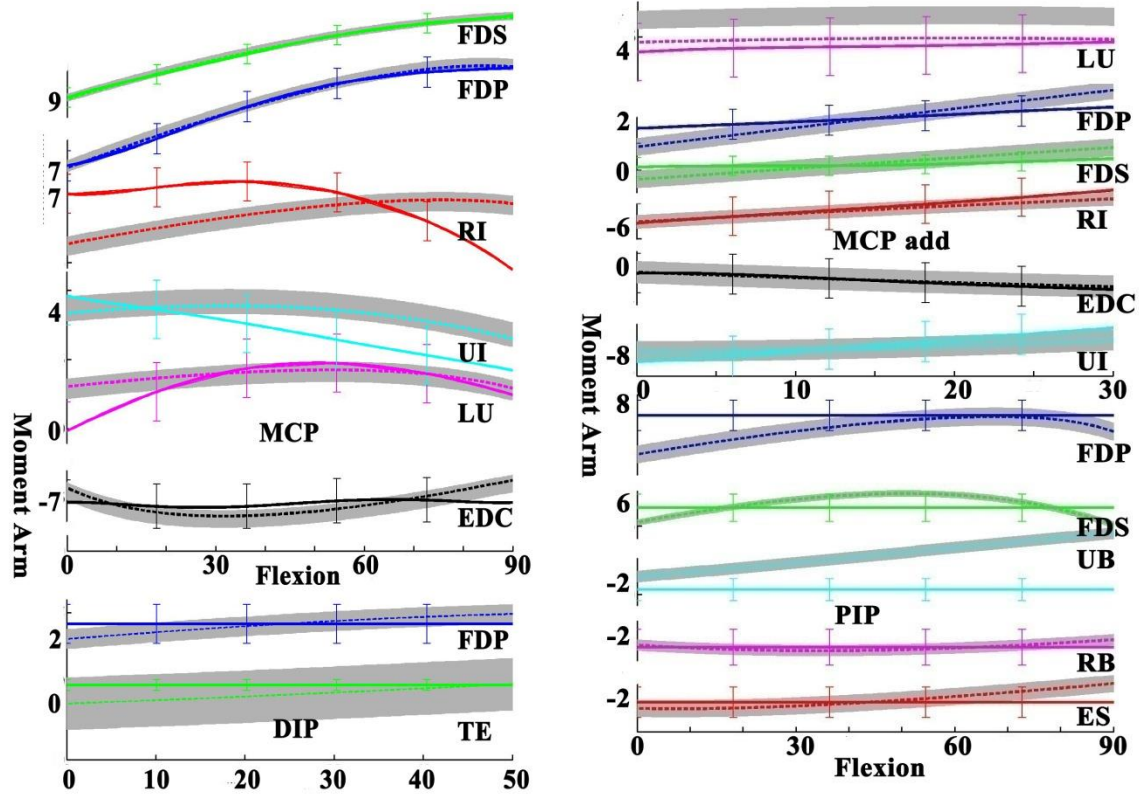 FDS
9
FDP
7
7
RI
4
UI
LU
0
MCP
-7
EDC
0 30 60 90
Flexion
Moment Arm
FDP
2
0
DIP
TE
0 10 20 30 40 50
4
LU
2
FDP
0
FDS
-6
RI
MCP add
0
EDC
-8
UI
0 10 20 30
Moment Arm
8
FDP
6
FDS
UB
-2
PIP
-2
RB
-2
ES
0 30 60 90
Flexion